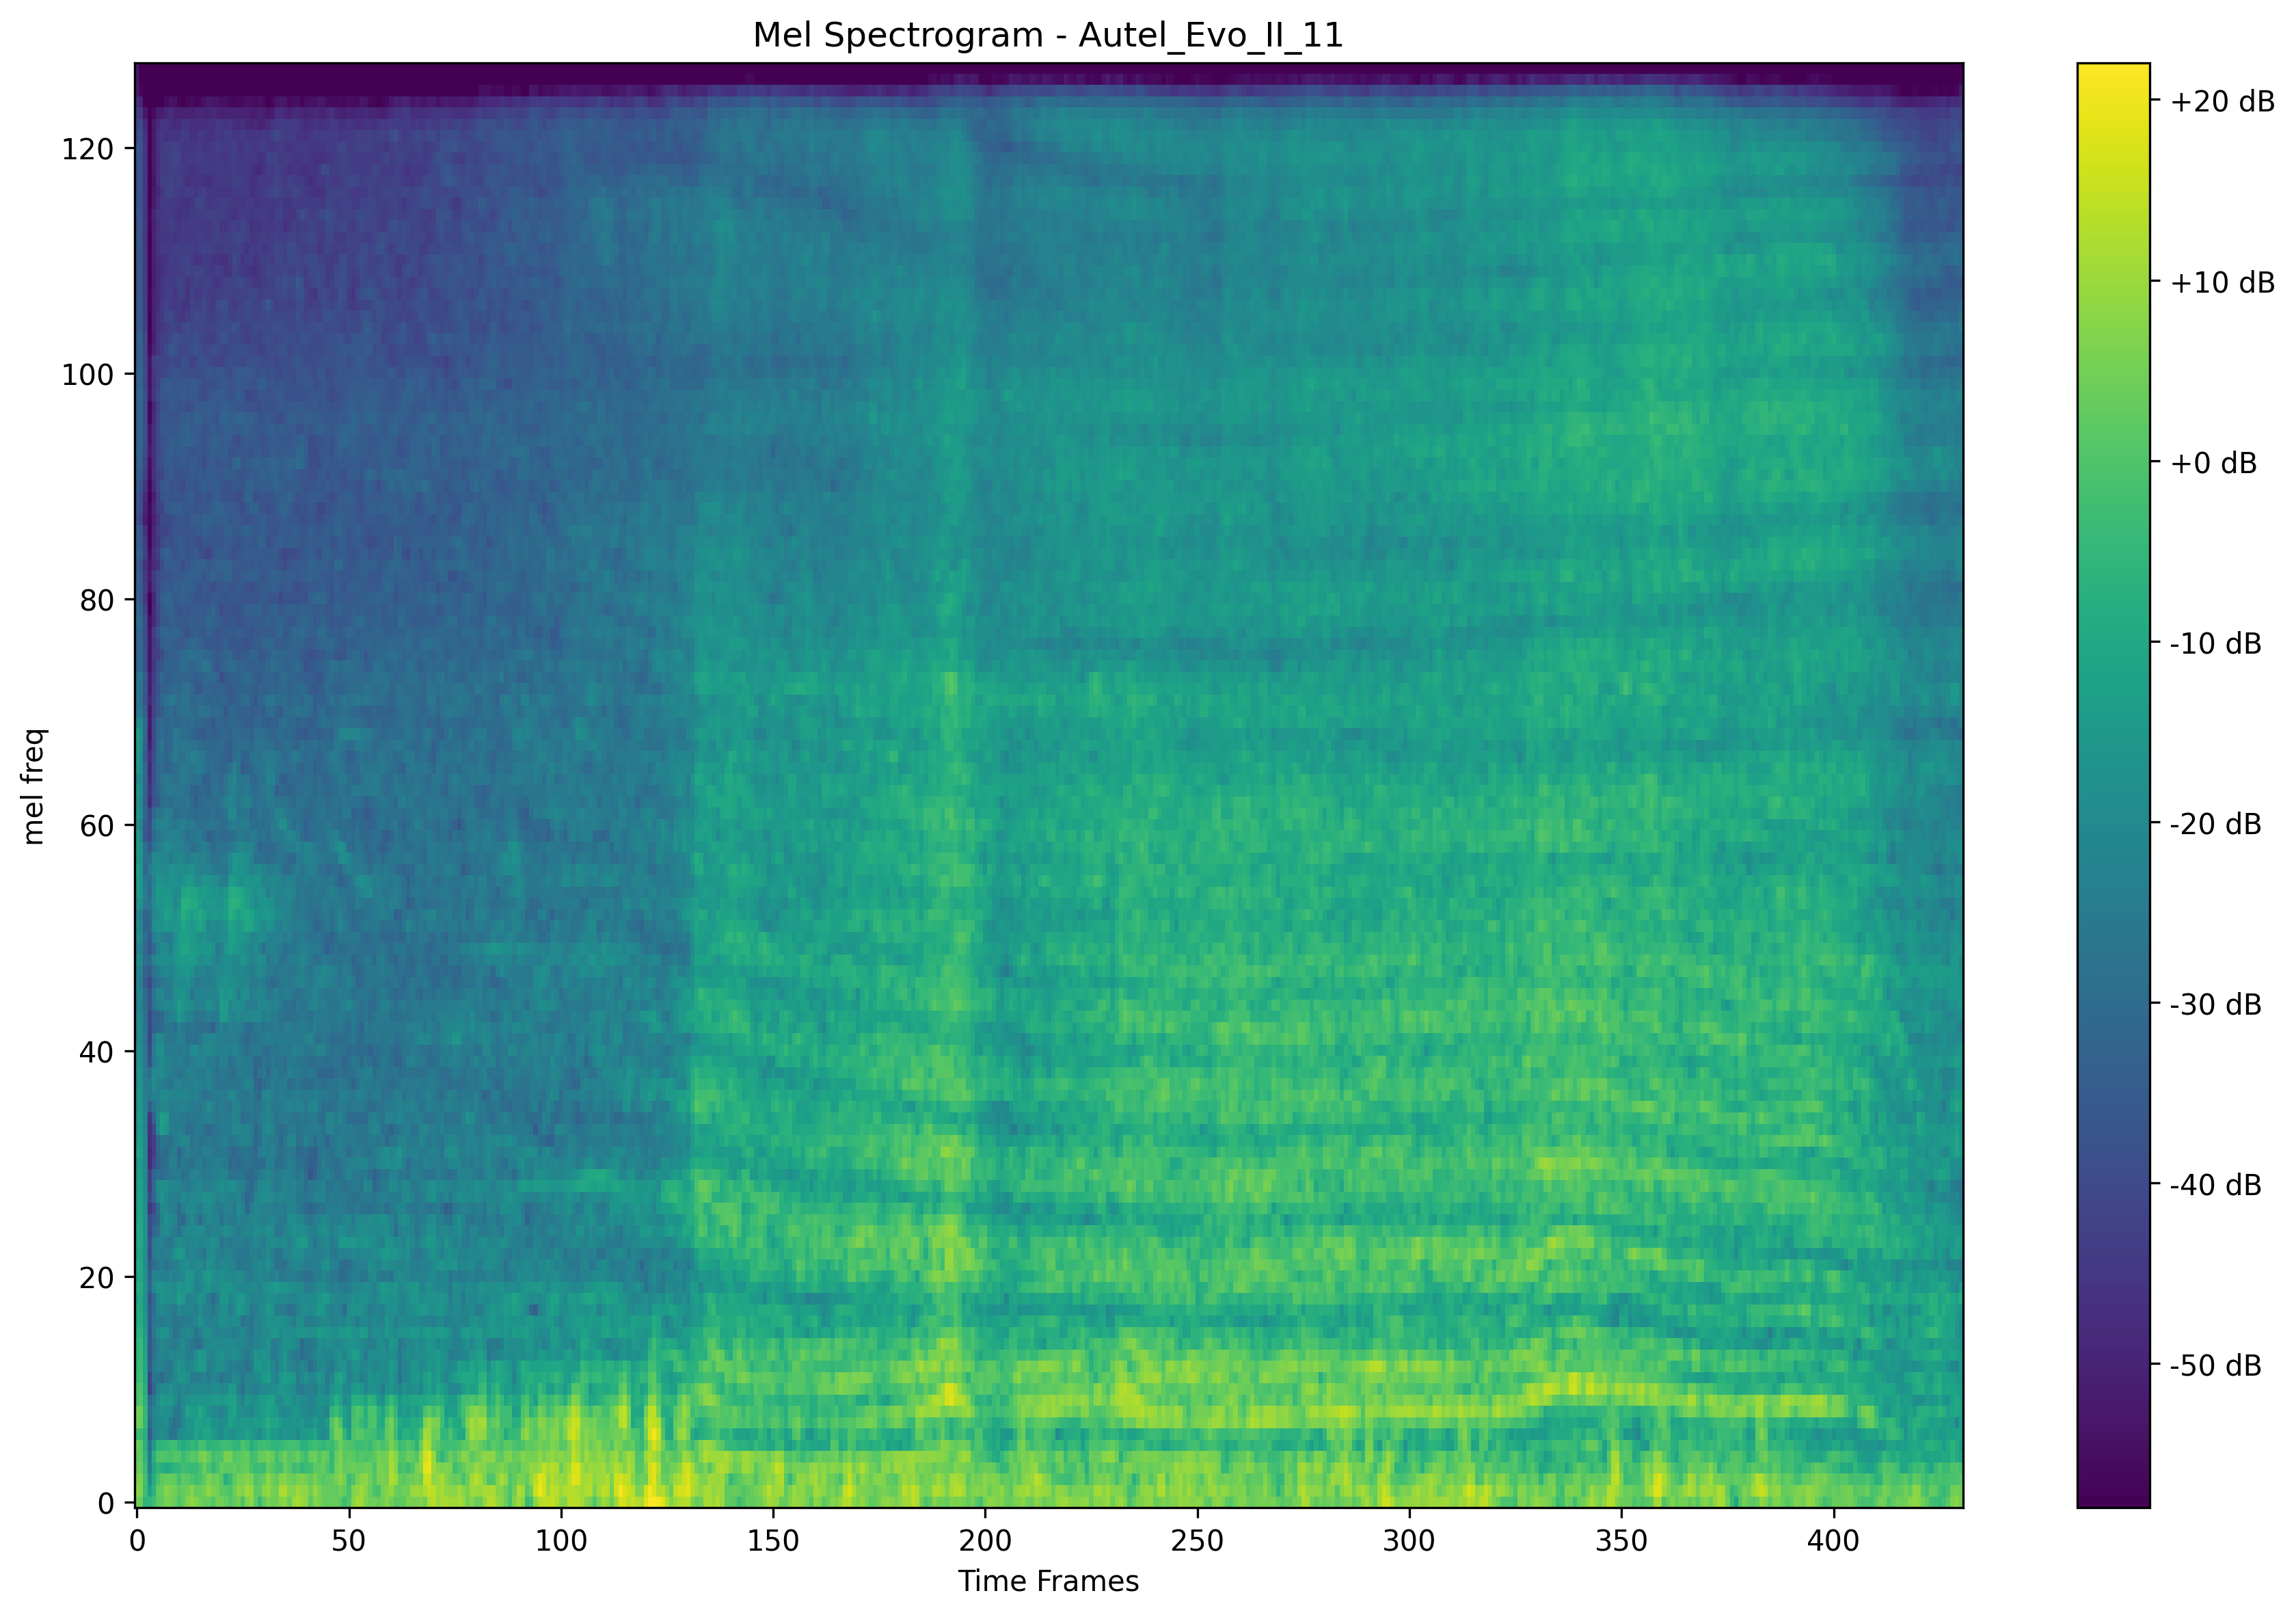 Mel Spectrogram - Autel_Evo_II_11
mel freq
120
100
80
60
40
20
0
0 50 100 150 200 250 300 350 400
Time Frames
+20 dB
+10 dB
+0 dB
-10 dB
-20 dB
-30 dB
-40 dB
-50 dB